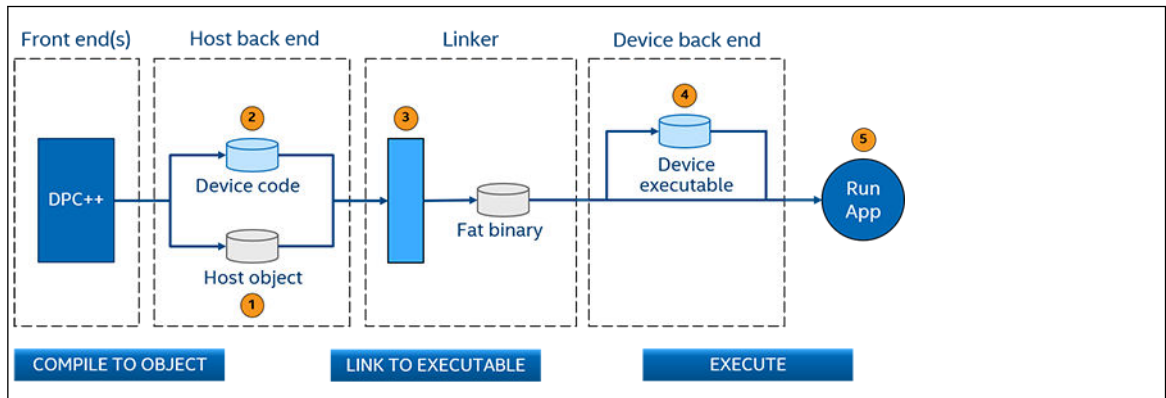 Front end(s)
Host back end
Linker
Device back end
2
3
4
5
DPC++
Device code
Device
executable
Run
App
Fat binary
Host object
1
COMPILE TO OBJECT
LINK TO EXECUTABLE
EXECUTE